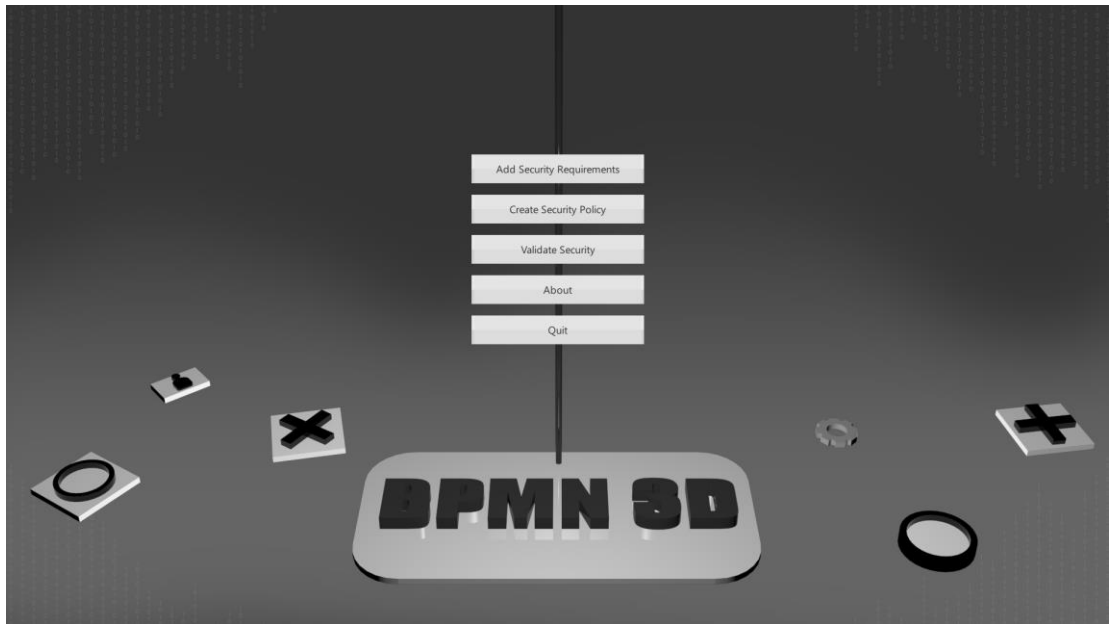 Add Security Requirements
Create Security Policy
Validate Security
About
Quit
BPMN 3D